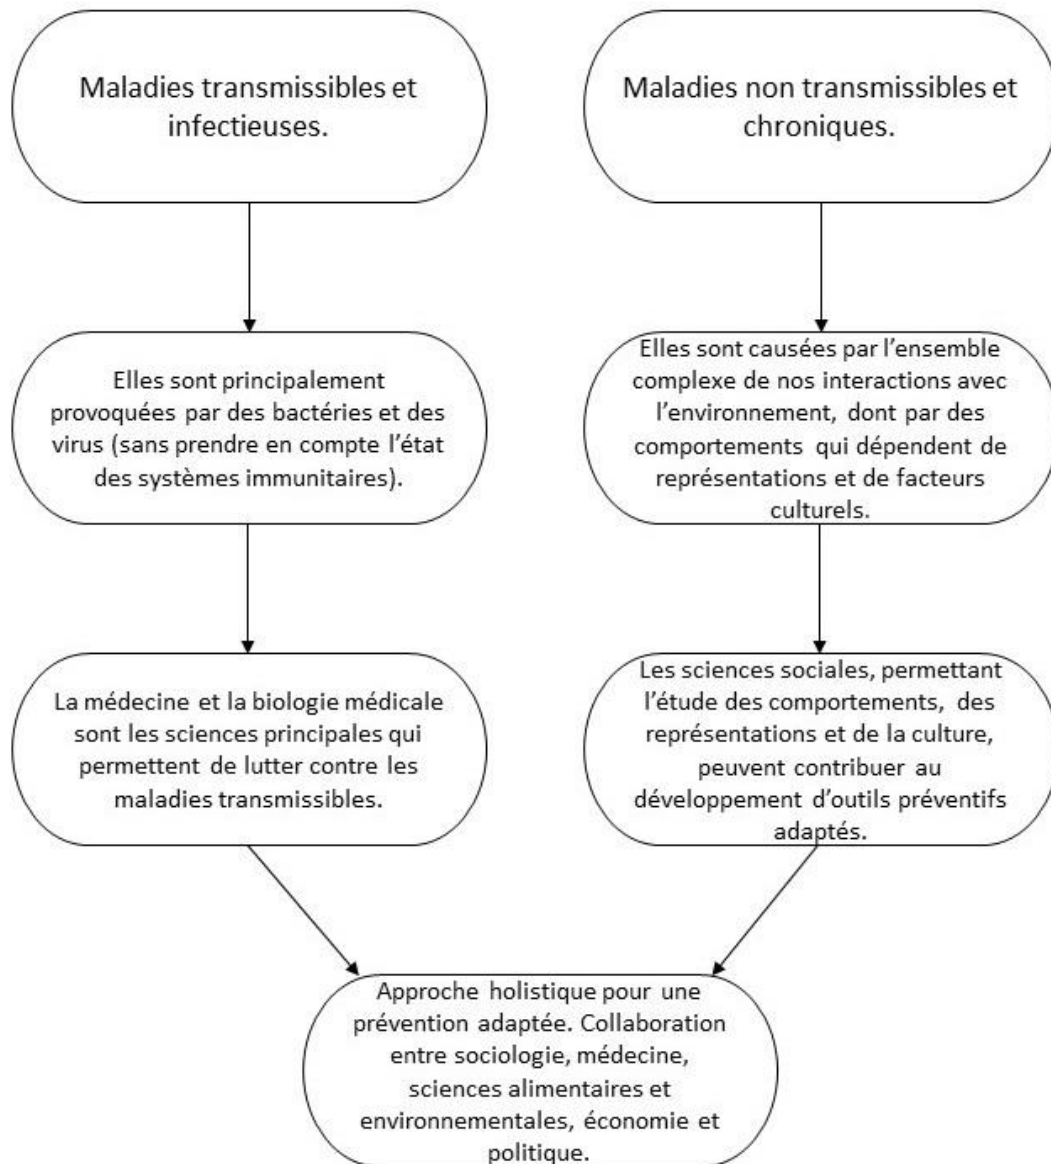 Maladies transmissibles et
infectieuses.
Maladies non transmissibles et
chroniques.
Elles sont principalement
provoquées par des bactéries et des
virus (sans prendre en compte l'état
des systèmes immunitaires).
Elles sont causées par l'ensemble
complexe de nos interactions avec
l'environnement, dont par des
comportements qui dépendent de
représentations et de facteurs
culturels.
La médecine et la biologie médicale
sont les sciences principales qui
permettent de lutter contre les
maladies transmissibles.
Les sciences sociales, permettant
l'étude des comportements, des
représentations et de la culture,
peuvent contribuer au
développement d'outils préventifs
adaptés.
Approche holistique pour une
prévention adaptée. Collaboration
entre sociologie, médecine,
sciences alimentaires et
environnementales, économie et
politique.